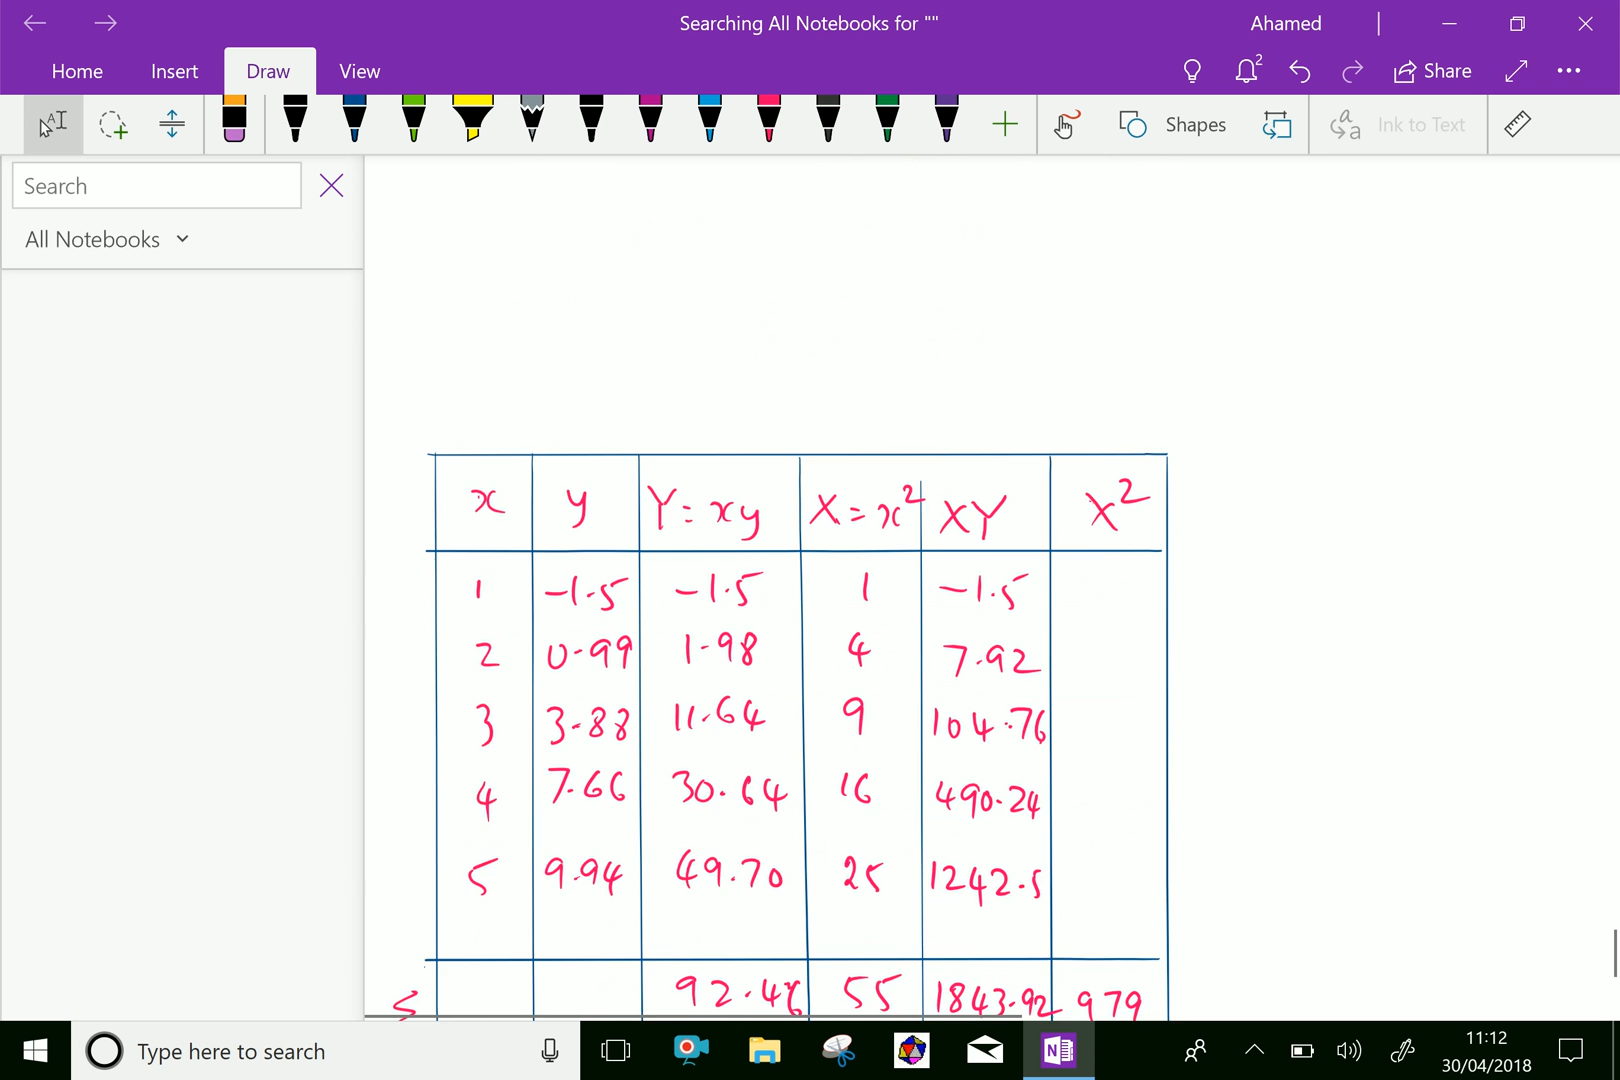 Searching All Notebooks for ""
Ahamed
Home Insert Draw View
2
Share
Shapes
Ink to Text
Search
All Notebooks
x y Y = xy X = x² XY X²
1 -1.5 -1.5 1 -1.5
2 0.99 1.98 4 7.92
3 3.88 11.64 9 104.76
4 7.66 30.64 16 490.24
5 9.94 49.70 25 1242.5
92.46 55 1843.92 979
Type here to search
11:12
30/04/2018